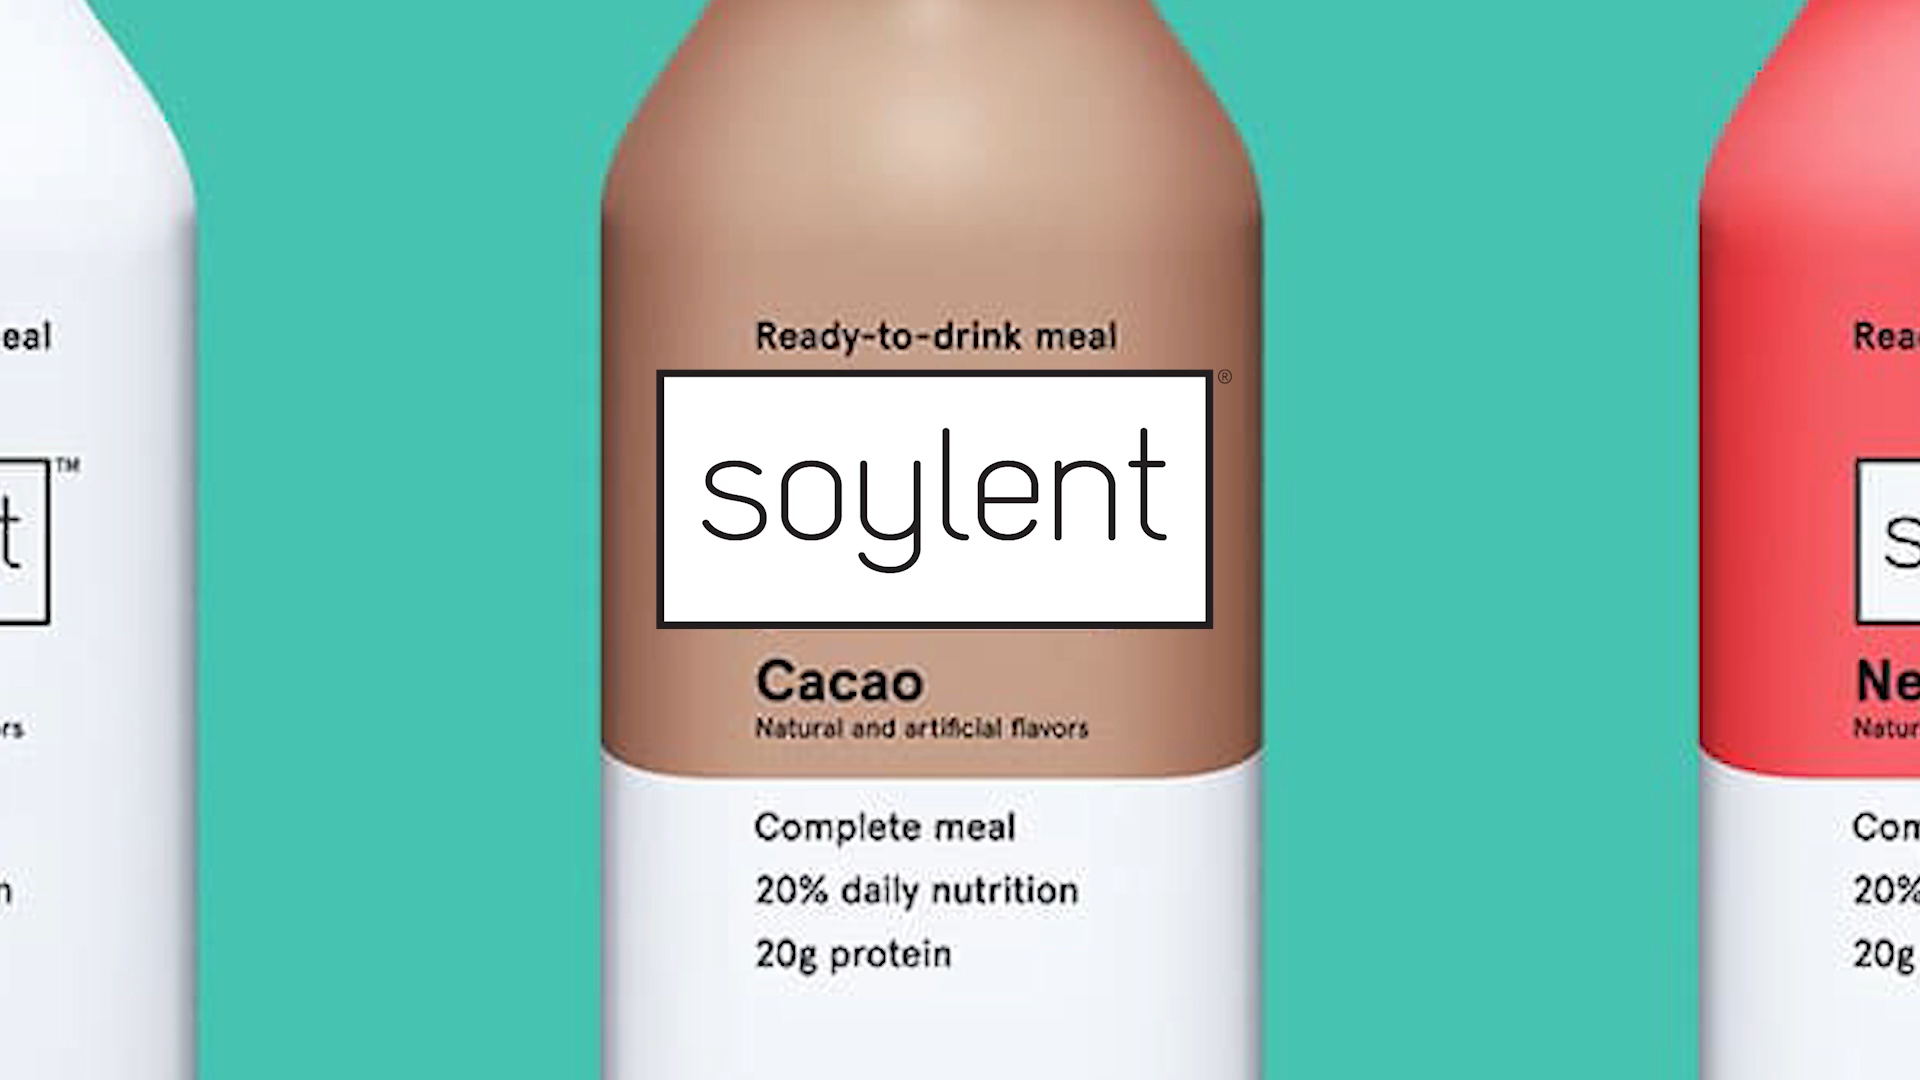 eal
TM
t
rs
n
Ready-to-drink meal
soylent®
Cacao
Natural and artificial flavors
Complete meal
20% daily nutrition
20g protein
Rea
s
Ne
Natur
Com
20%
20g